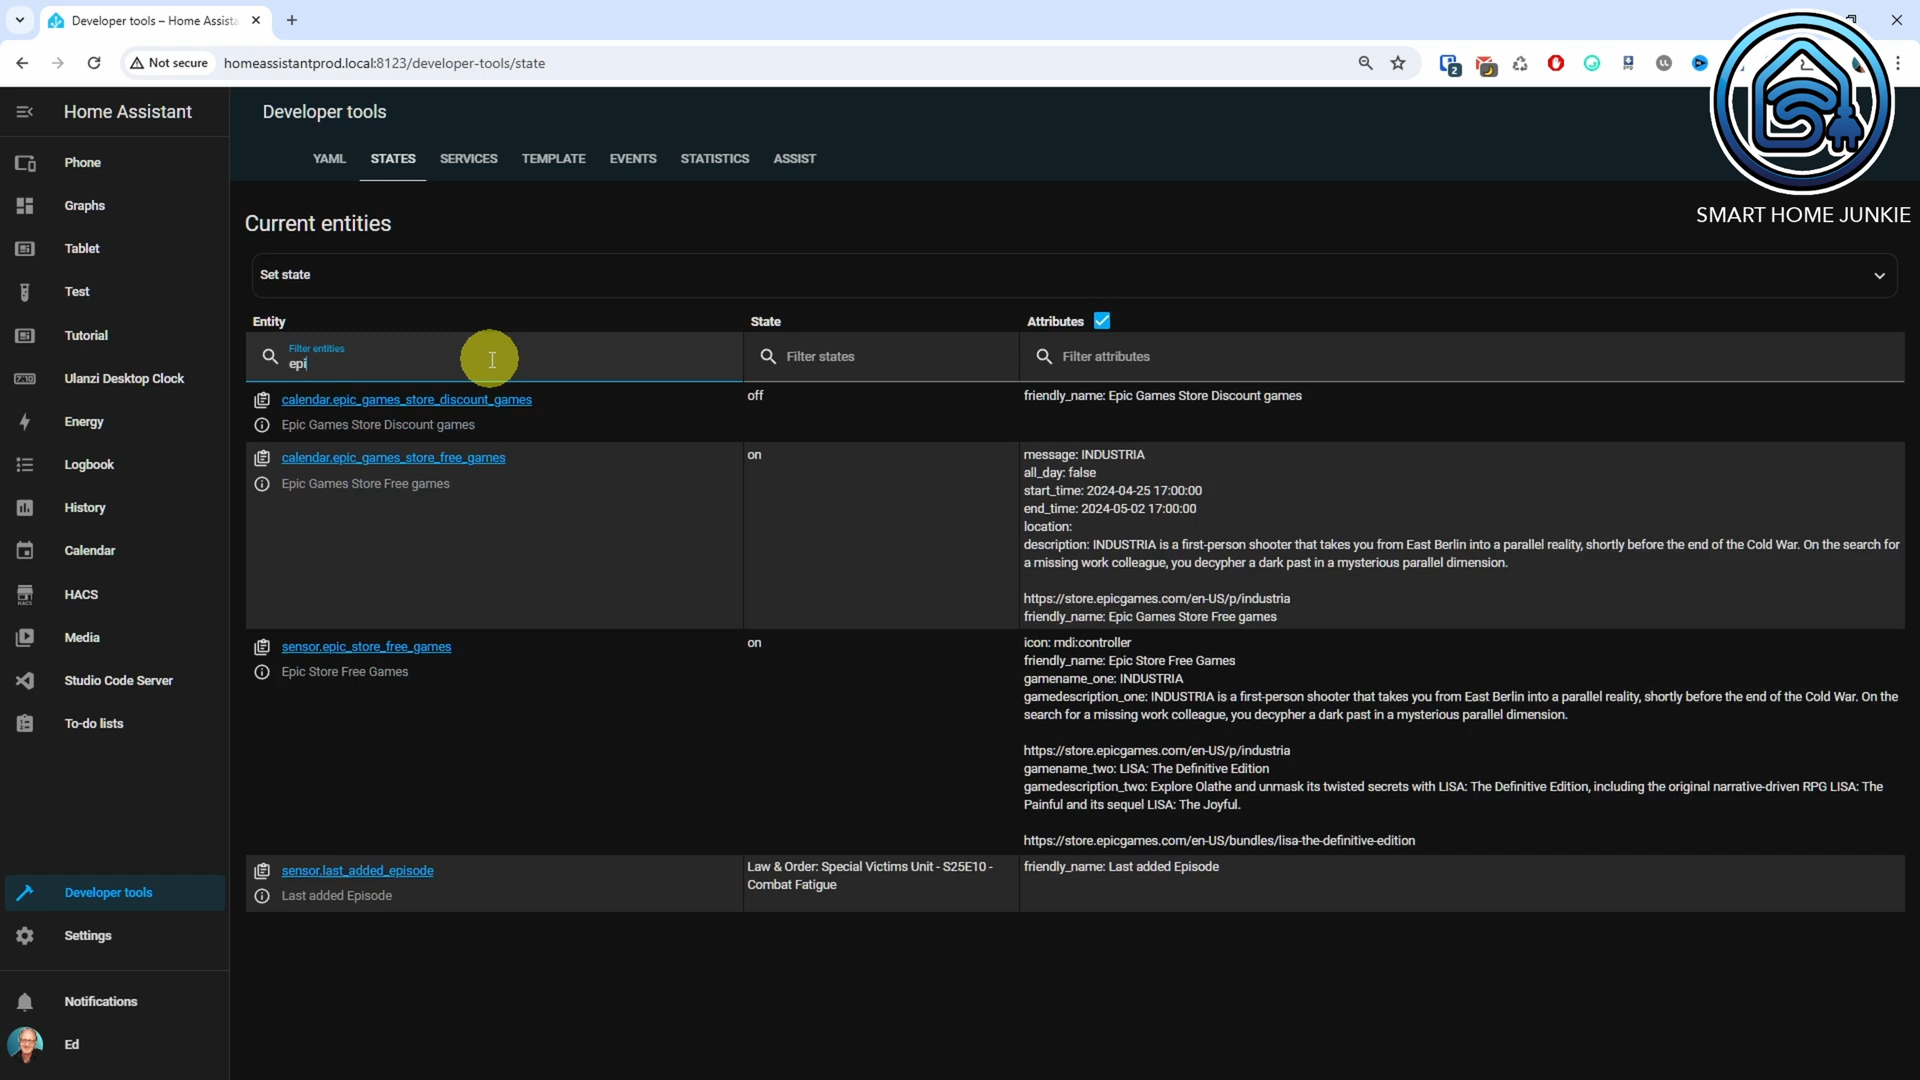 Developer tools – Home Assista
Not secure
homeassistantprod.local:8123/developer-tools/state
2
SMART HOME JUNKIE
Home Assistant
Phone
Graphs
Tablet
Test
Tutorial
7:10
Ulanzi Desktop Clock
Energy
Logbook
History
Calendar
HACS
HACS
Media
Studio Code Server
To-do lists
Developer tools
Settings
Notifications
Ed
Developer tools
YAML STATES SERVICES TEMPLATE EVENTS STATISTICS ASSIST
Current entities
Set state
Entity State Attributes
Filter entities
epi
Filter states
Filter attributes
calendar.epic_games_store_discount_games
Epic Games Store Discount games
off
friendly_name: Epic Games Store Discount games
calendar.epic_games_store_free_games
Epic Games Store Free games
on
message: INDUSTRIA
all_day: false
start_time: 2024-04-25 17:00:00
end_time: 2024-05-02 17:00:00
location:
description: INDUSTRIA is a first-person shooter that takes you from East Berlin into a parallel reality, shortly before the end of the Cold War. On the search for
a missing work colleague, you decypher a dark past in a mysterious parallel dimension.
https://store.epicgames.com/en-US/p/industria
friendly_name: Epic Games Store Free games
sensor.epic_store_free_games
Epic Store Free Games
on
icon: mdi:controller
friendly_name: Epic Store Free Games
gamename_one: INDUSTRIA
gamedescription_one: INDUSTRIA is a first-person shooter that takes you from East Berlin into a parallel reality, shortly before the end of the Cold War. On the
search for a missing work colleague, you decypher a dark past in a mysterious parallel dimension.
https://store.epicgames.com/en-US/p/industria
gamename_two: LISA: The Definitive Edition
gamedescription_two: Explore Olathe and unmask its twisted secrets with LISA: The Definitive Edition, including the original narrative-driven RPG LISA: The
Painful and its sequel LISA: The Joyful.
https://store.epicgames.com/en-US/bundles/lisa-the-definitive-edition
sensor.last_added_episode
Last added Episode
Law & Order: Special Victims Unit - S25E10 -
Combat Fatigue
friendly_name: Last added Episode